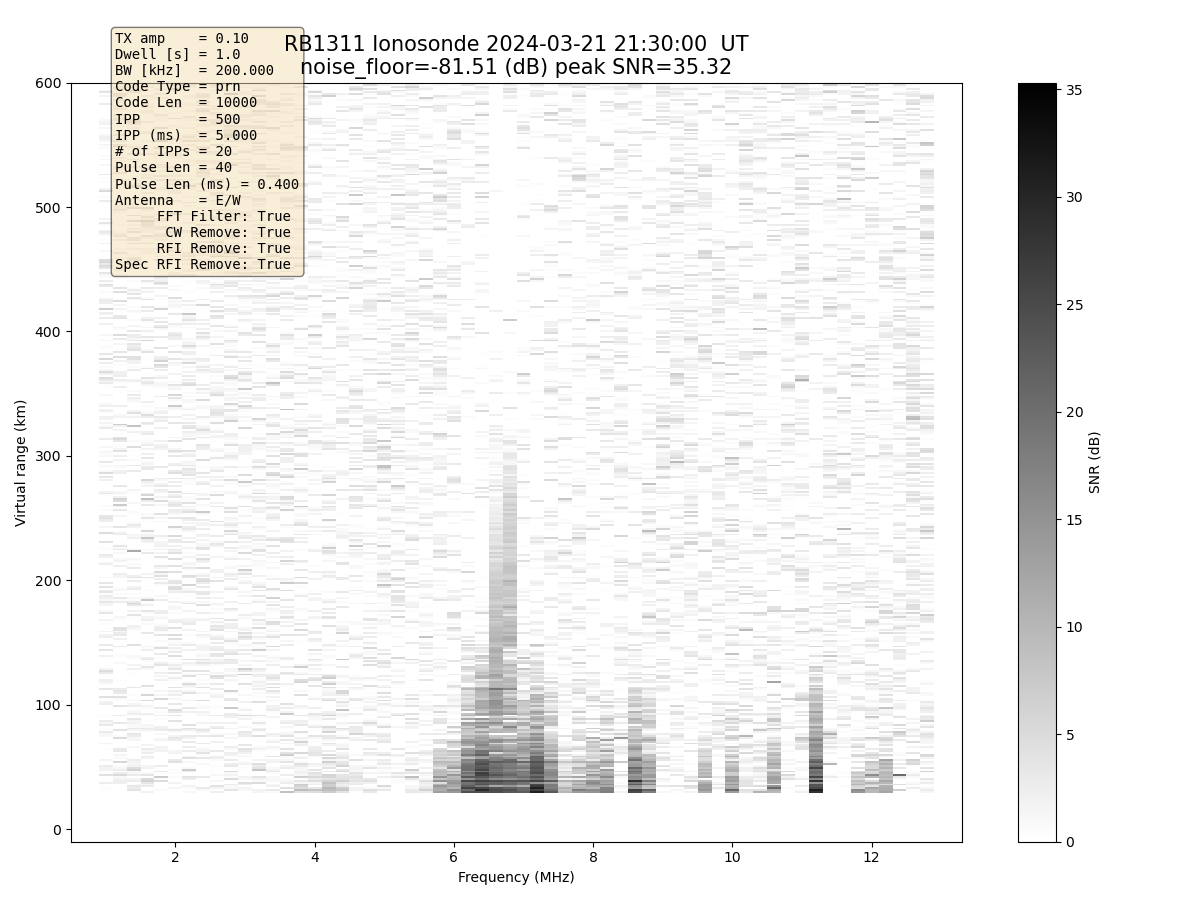 RB1311 Ionosonde 2024-03-21 21:30:00  UT
noise_floor=-81.51 (dB) peak SNR=35.32
TX amp    = 0.10
Dwell [s] = 1.0
BW [kHz]  = 200.000
Code Type = prn
Code Len  = 10000
IPP       = 500
IPP (ms)  = 5.000
# of IPPs = 20
Pulse Len = 40
Pulse Len (ms) = 0.400
Antenna   = E/W
FFT Filter: True
CW Remove: True
RFI Remove: True
Spec RFI Remove: True
600
500
400
300
200
100
0
Virtual range (km)
2 4 6 8 10 12
Frequency (MHz)
35
30
25
20
15
10
5
0
SNR (dB)